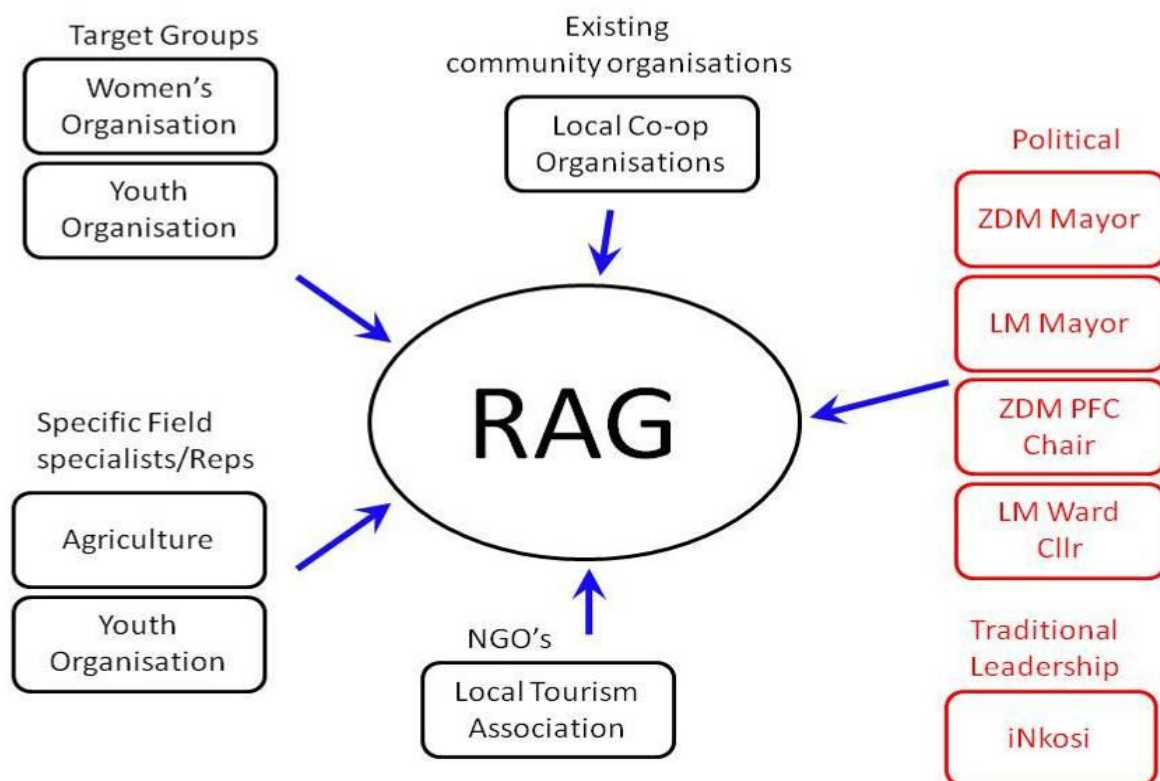 Target Groups
Women's
Organisation
Youth
Organisation
Existing
community organisations
Local Co-op
Organisations
Political
ZDM Mayor
LM Mayor
ZDM PFC
Chair
LM Ward
Cllr
RAG
Specific Field
specialists/Reps
Agriculture
Youth
Organisation
NGO's
Local Tourism
Association
Traditional
Leadership
iNkosi